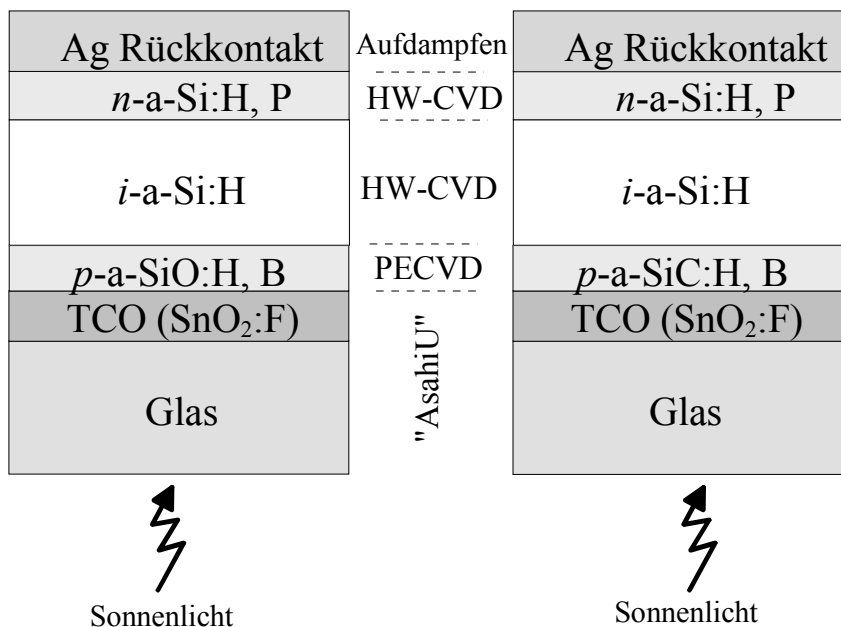 Ag Rückkontakt
n-a-Si:H, P
i-a-Si:H
p-a-SiO:H, B
TCO (SnO₂:F)
Glas
Sonnenlicht
Aufdampfen
HW-CVD
HW-CVD
PECVD
"AsahiU"
Ag Rückkontakt
n-a-Si:H, P
i-a-Si:H
p-a-SiC:H, B
TCO (SnO₂:F)
Glas
Sonnenlicht